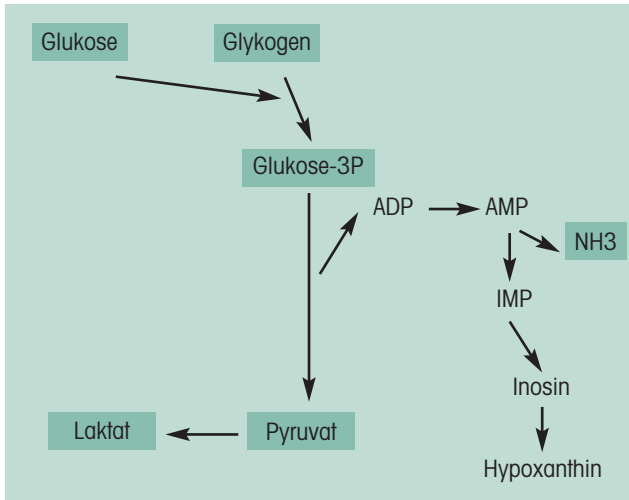 Glukose
Glykogen
Glukose-3P
ADP
AMP
NH3
IMP
Inosin
Laktat
Pyruvat
Hypoxanthin